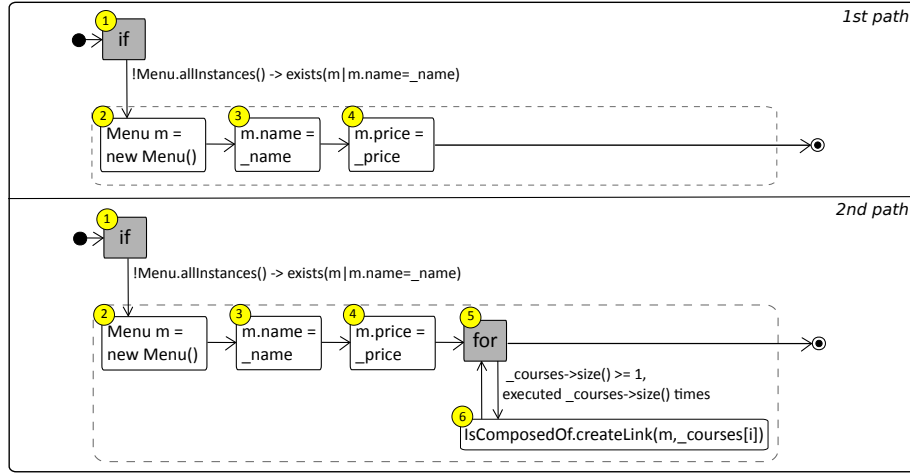 1st path
1
if
!Menu.allInstances() -> exists(m|m.name=_name)
2
Menu m =
new Menu()
3
m.name =
_name
4
m.price =
_price
2nd path
1
if
!Menu.allInstances() -> exists(m|m.name=_name)
2
Menu m =
new Menu()
3
m.name =
_name
4
m.price =
_price
5
for
_courses->size() >= 1,
executed _courses->size() times
6
IsComposedOf.createLink(m,_courses[i])